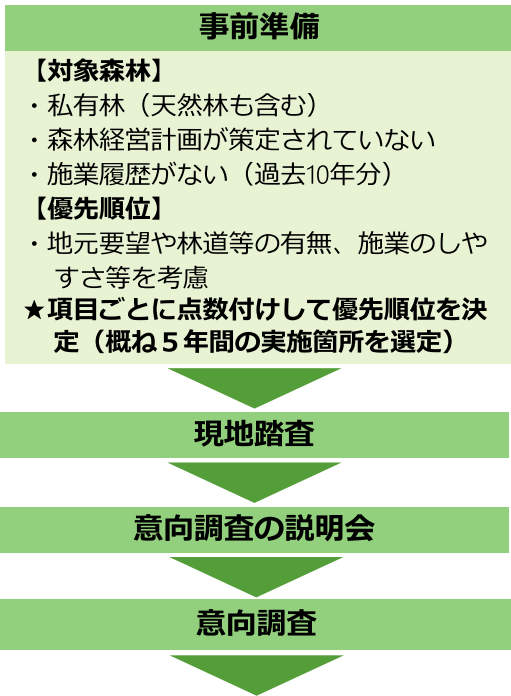 事前準備
【対象森林】
・私有林（天然林も含む）
・森林経営計画が策定されていない
・施業履歴がない（過去10年分）
【優先順位】
・地元要望や林道等の有無、施業のしや
すさ等を考慮
★項目ごとに点数付けして優先順位を決
定（概ね５年間の実施箇所を選定）
現地踏査
意向調査の説明会
意向調査